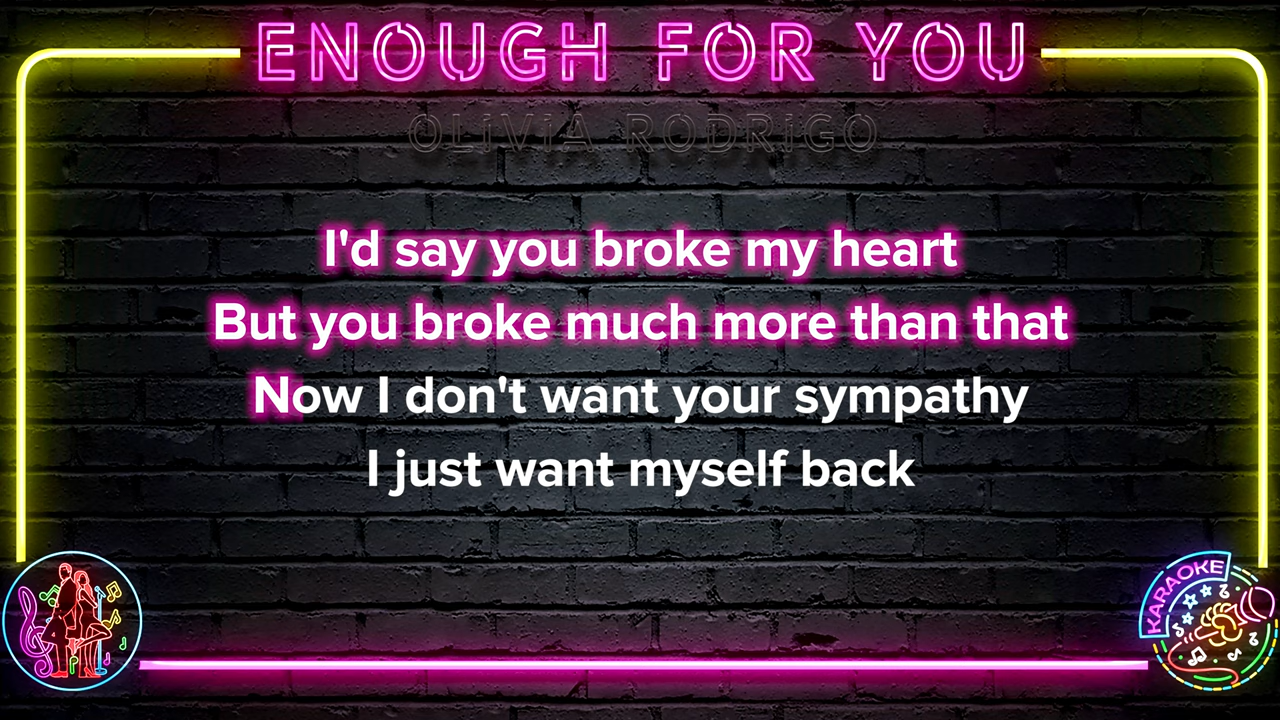 ENOUGH FOR YOU
OLiViA RODRiGO
I'd say you broke my heart
But you broke much more than that
Now I don't want your sympathy
I just want myself back
KARAOKE